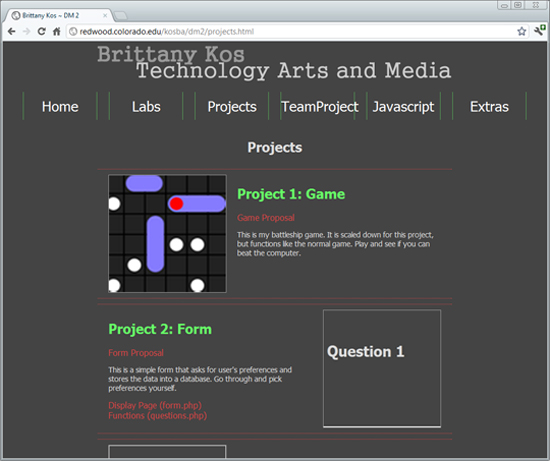 Brittany Kos ~ DM 2
redwood.colorado.edu/kosba/dm2/projects.html
Brittany Kos
Technology Arts and Media
Home Labs Projects TeamProject Javascript Extras
Projects
Project 1: Game
Game Proposal
This is my battleship game. It is scaled down for this project,
but functions like the normal game. Play and see if you can
beat the computer.
Project 2: Form
Form Proposal
This is a simple form that asks for user's preferences and
stores the data into a database. Go through and pick
preferences yourself.
Display Page (form.php)
Functions (questions.php)
Question 1